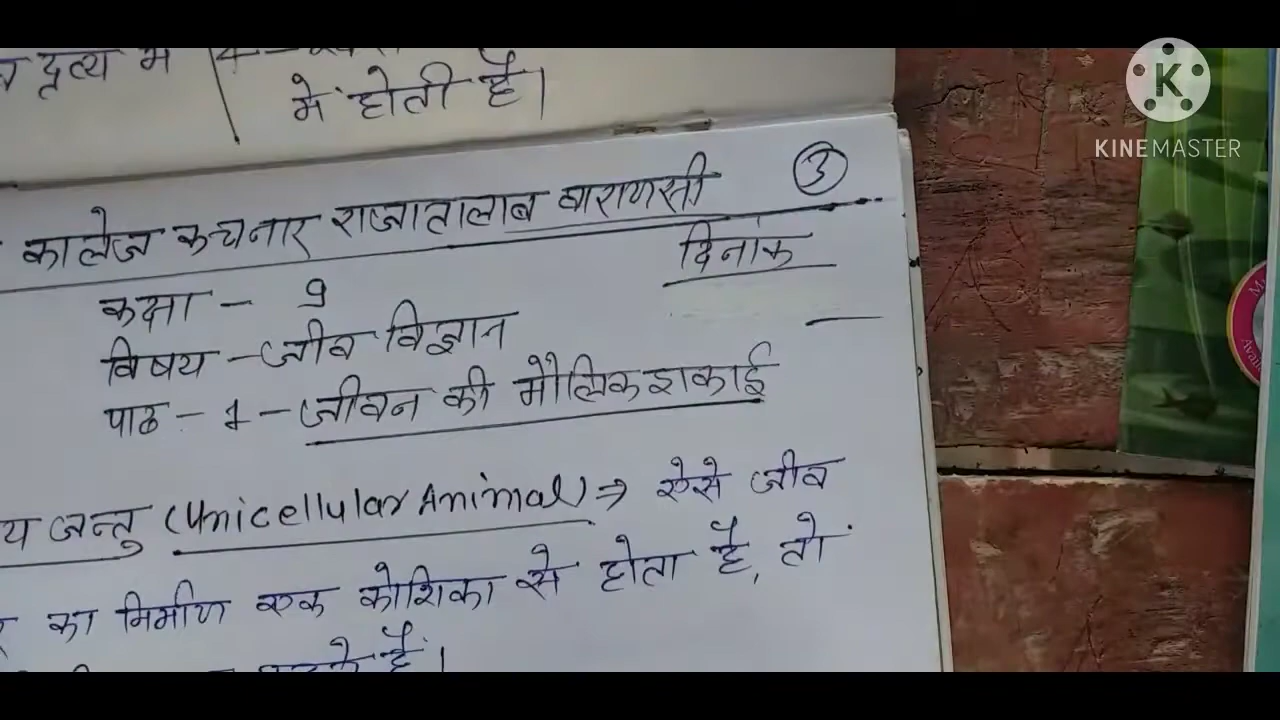 द्रव्य में
में होती है।
कालेज कचनार राजातालाब वाराणसी
3
दिनांक
कक्षा - 9
विषय - जीव विज्ञान
पाठ - 1 - जीवन की मौलिक इकाई
य जन्तु (Unicellular Animal) ⇒ ऐसे जीव
का निर्माण एक कोशिका से होता है, तो
हैं।
K
KINEMASTER